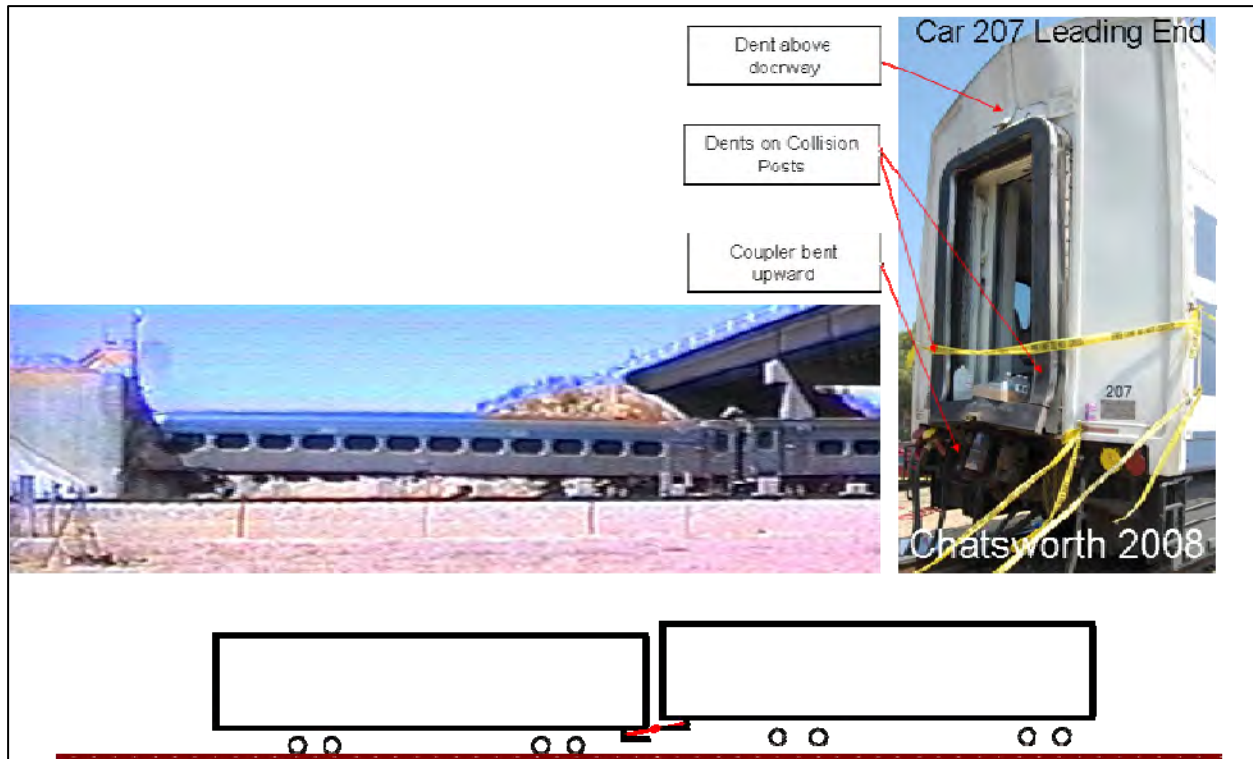 Dent above
doorway
Dents on Collision
Posts
Coupler bent
upward
Car 207 Leading End
207
Chatsworth 2008